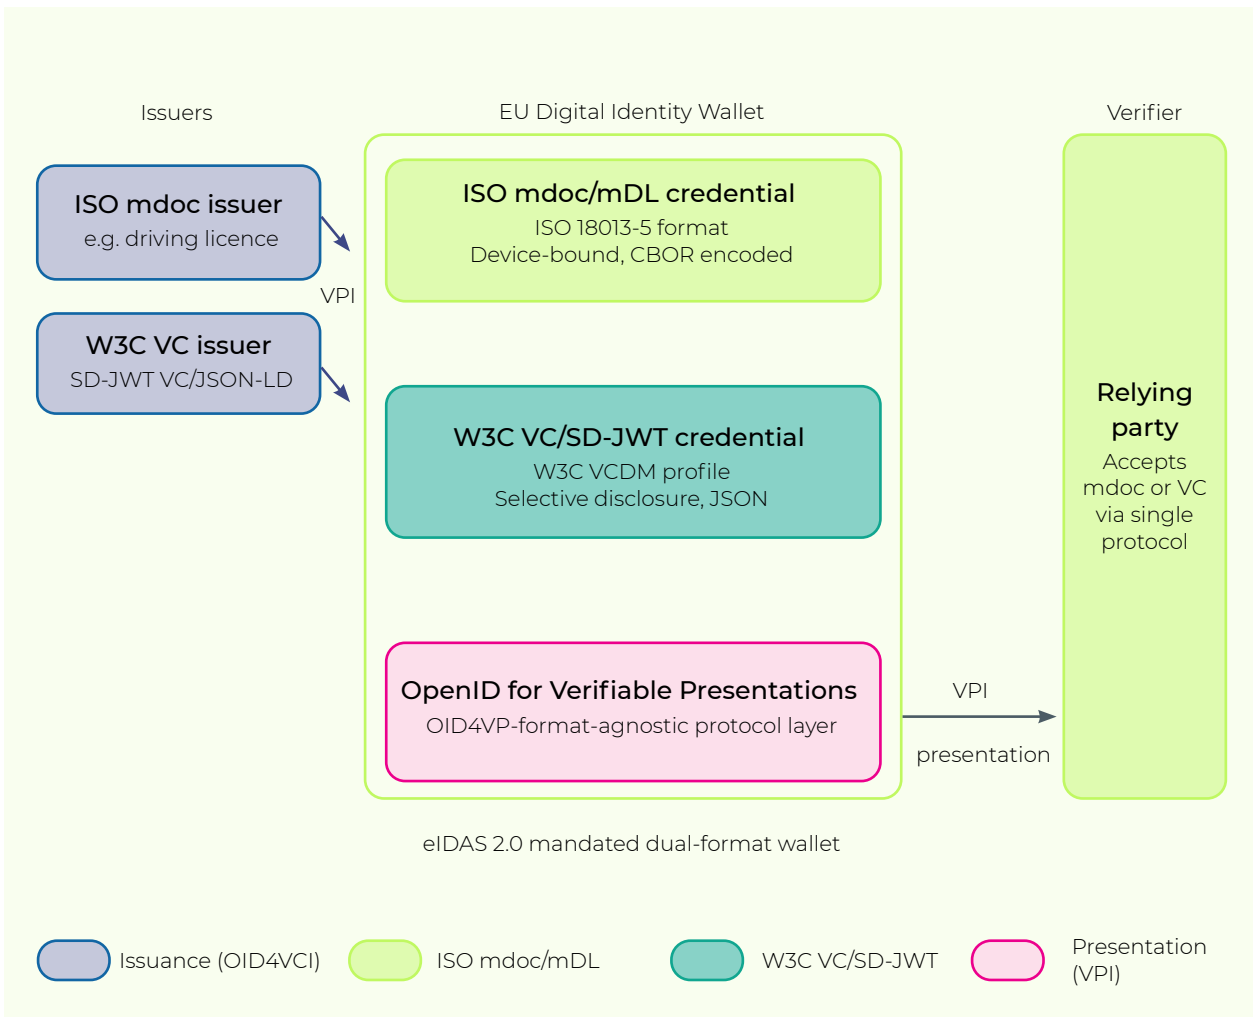 Issuers
EU Digital Identity Wallet
Verifier
ISO mdoc issuer
e.g. driving licence
VPI
W3C VC issuer
SD-JWT VC/JSON-LD
ISO mdoc/mDL credential
ISO 18013-5 format
Device-bound, CBOR encoded
W3C VC/SD-JWT credential
W3C VCDM profile
Selective disclosure, JSON
OpenID for Verifiable Presentations
OID4VP-format-agnostic protocol layer
VPI
presentation
Relying
party
Accepts
mdoc or VC
via single
protocol
eIDAS 2.0 mandated dual-format wallet
Issuance (OID4VCI)
ISO mdoc/mDL
W3C VC/SD-JWT
Presentation
(VPI)